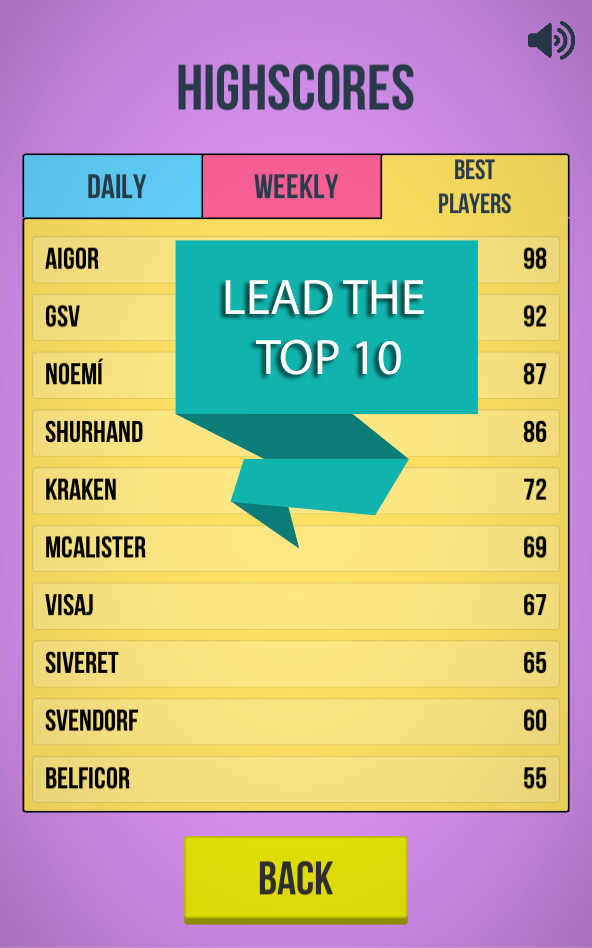 HIGHSCORES
DAILY
WEEKLY
BEST
PLAYERS
AIGOR 98
GSV 92
NOEMÍ 87
SHURHAND 86
KRAKEN 72
MCALISTER 69
VISAJ 67
SIVERET 65
SVENDORF 60
BELFICOR 55
LEAD THE
TOP 10
BACK